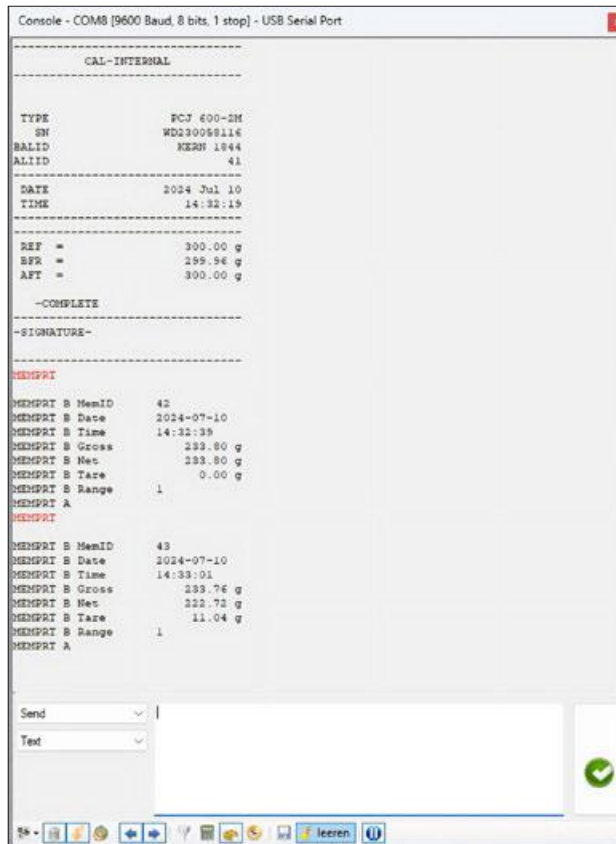 Console - COM8 [9600 Baud, 8 bits, 1 stop] - USB Serial Port
--------------------------------
CAL-INTERNAL
--------------------------------
TYPE PCJ 600-2M
SN WD230058116
BALID KERN 1844
ALIID 41
--------------------------------
DATE 2024 Jul 10
TIME 14:32:19
--------------------------------
--------------------------------
REF = 300.00 g
BFR = 299.96 g
AFT = 300.00 g
-COMPLETE
--------------------------------
-SIGNATURE-
--------------------------------
MEMPRT
MEMPRT B MemID 42
MEMPRT B Date 2024-07-10
MEMPRT B Time 14:32:39
MEMPRT B Gross 233.80 g
MEMPRT B Net 233.80 g
MEMPRT B Tare 0.00 g
MEMPRT B Range 1
MEMPRT A
MEMPRT
MEMPRT B MemID 43
MEMPRT B Date 2024-07-10
MEMPRT B Time 14:33:01
MEMPRT B Gross 233.76 g
MEMPRT B Net 222.72 g
MEMPRT B Tare 11.04 g
MEMPRT B Range 1
MEMPRT A
Send
Text
leeren